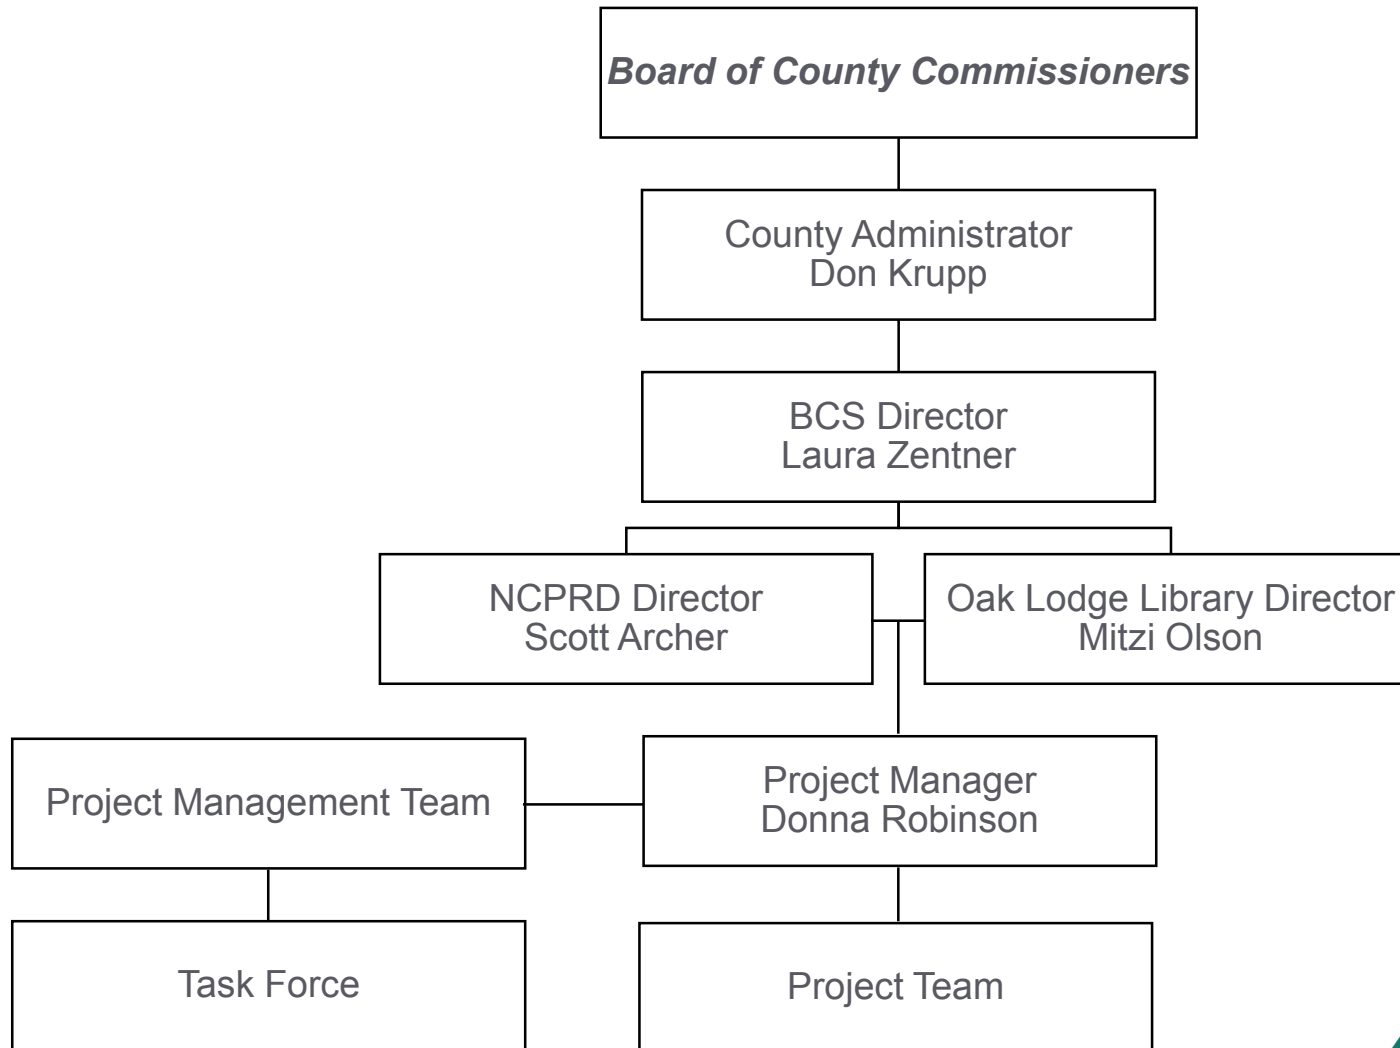 Board of County Commissioners
County Administrator
Don Krupp
BCS Director
Laura Zentner
NCPRD Director
Scott Archer
Oak Lodge Library Director
Mitzi Olson
Project Management Team
Project Manager
Donna Robinson
Task Force
Project Team